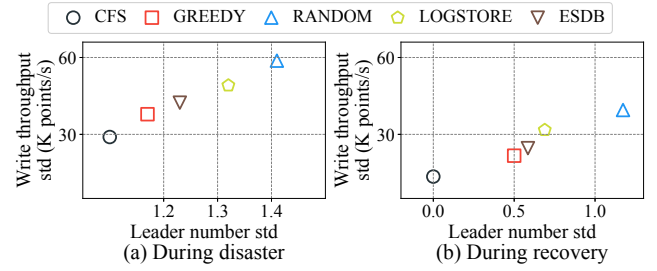 CFS GREEDY RANDOM LOGSTORE ESDB
Write throughput
std (K points/s)
60
30
1.2 1.3 1.4
Leader number std
(a) During disaster
Write throughput
std (K points/s)
60
30
0.0 0.5 1.0
Leader number std
(b) During recovery